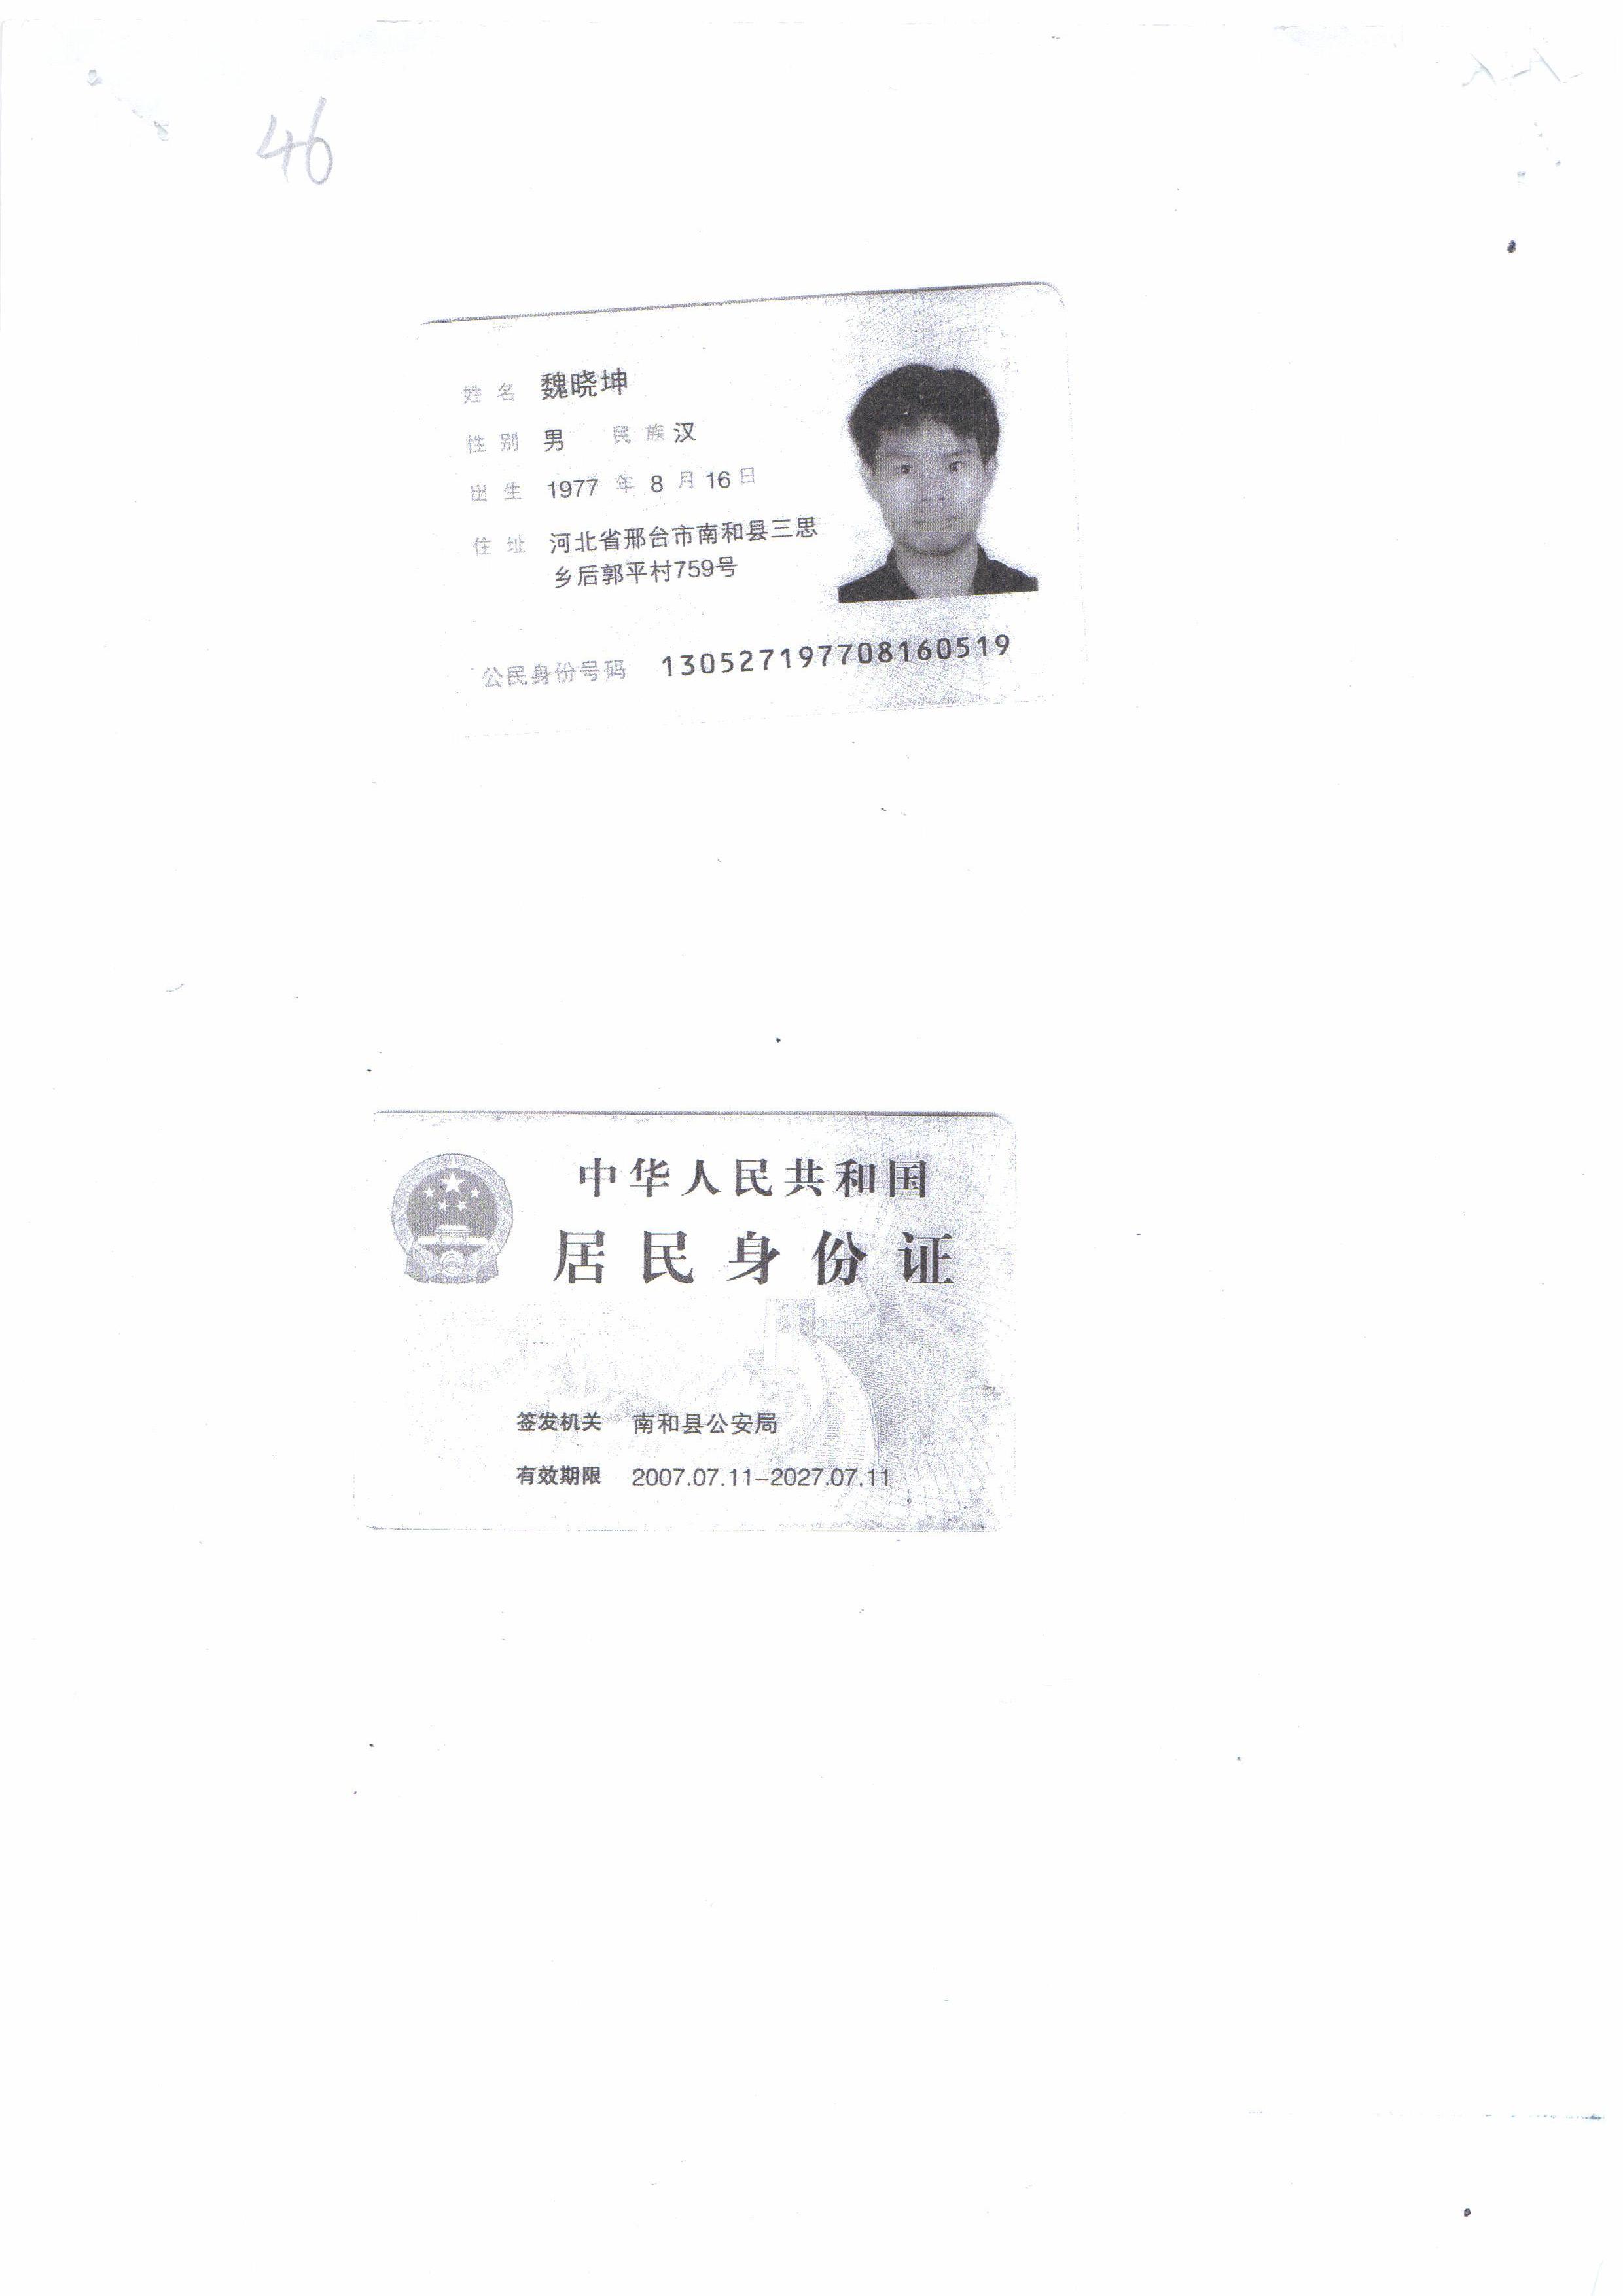 46
姓名 魏晓坤
性别 男 民族 汉
出生 1977 年 8 月 16 日
住址 河北省邢台市南和县三思
乡后郭平村759号
公民身份号码 130527197708160519
中华人民共和国
居民身份证
签发机关 南和县公安局
有效期限 2007.07.11-2027.07.11